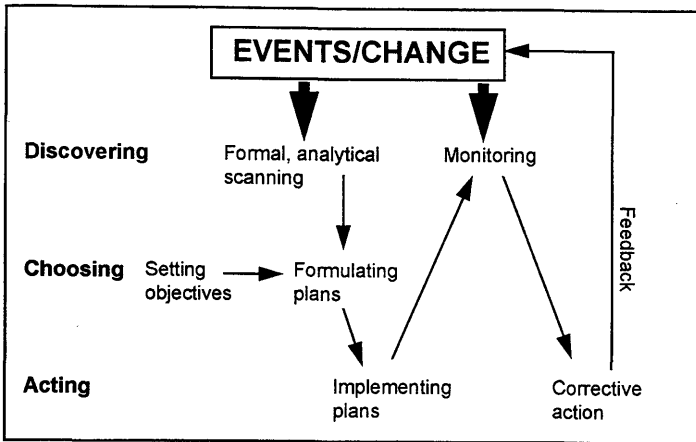 EVENTS/CHANGE
Discovering
Formal, analytical
scanning
Monitoring
Feedback
Choosing
Setting
objectives
Formulating
plans
Acting
Implementing
plans
Corrective
action